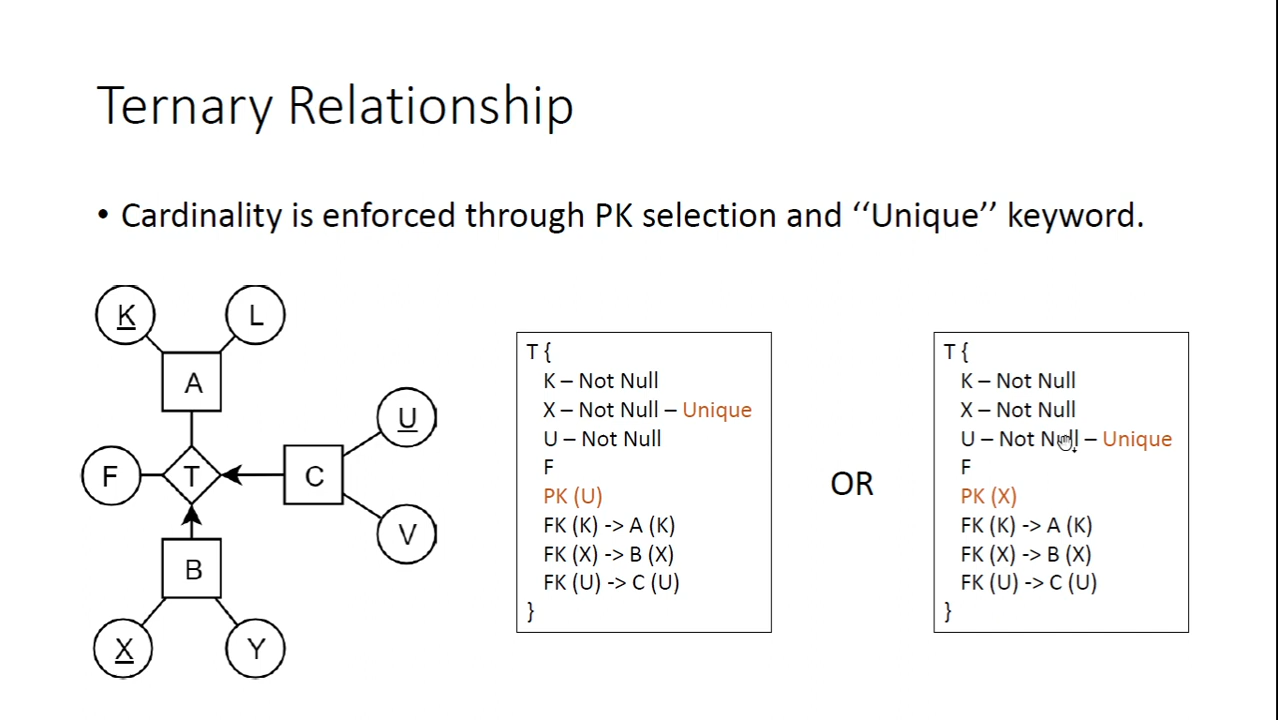 Ternary Relationship
• Cardinality is enforced through PK selection and ‘‘Unique’’ keyword.
K
L
A
U
F
T
C
V
B
X
Y
T {
K – Not Null
X – Not Null – Unique
U – Not Null
F
PK (U)
FK (K) -> A (K)
FK (X) -> B (X)
FK (U) -> C (U)
}
OR
T {
K – Not Null
X – Not Null
U – Not Null – Unique
F
PK (X)
FK (K) -> A (K)
FK (X) -> B (X)
FK (U) -> C (U)
}